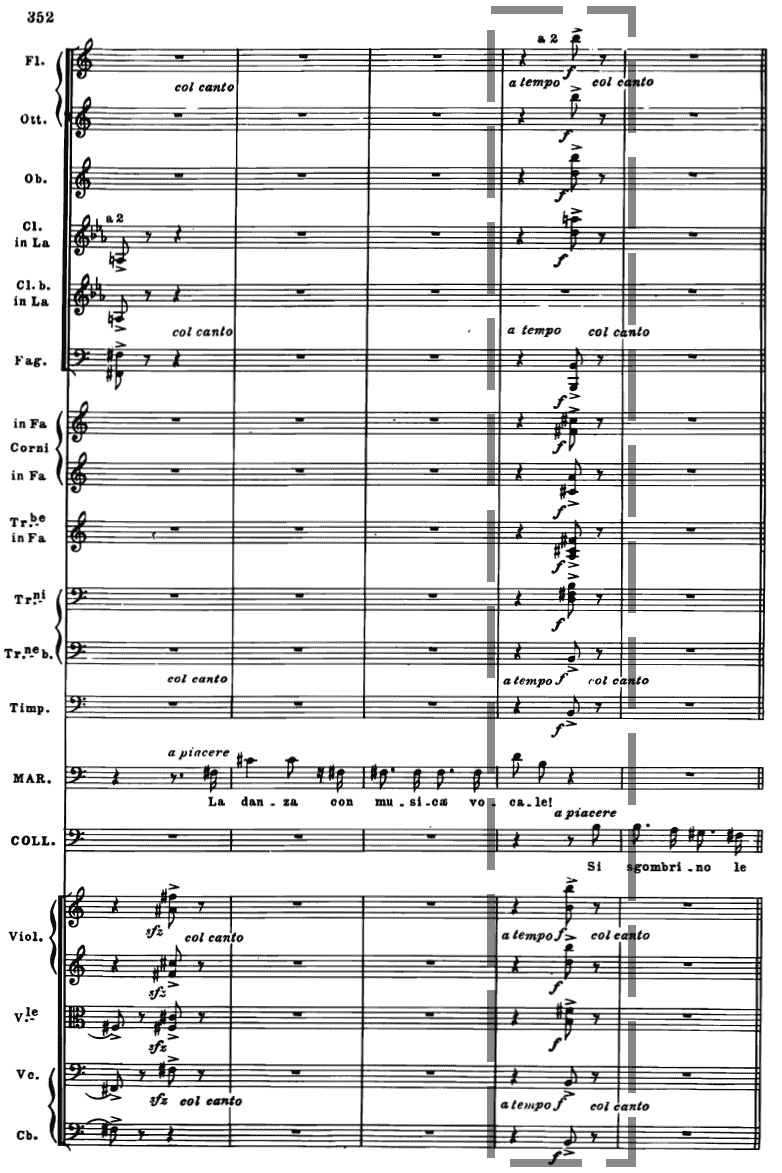 352
a 2
Fl.
col canto a tempo f col canto
Ott.
f
Ob.
f
a 2
Cl.
in La
f
Cl. b.
in La
col canto a tempo col canto
Fag.
f
in Fa
f
Corni
in Fa
f
Tr.be
in Fa
f
Tr.ni
f
Tr.ne b.
col canto a tempo f col canto
Timp.
f
a piacere
MAR.
La dan - za con mu - si - ca vo - ca - le!
a piacere
COLL.
Si sgombri - no le
Viol.
sfz col canto a tempo f col canto
sfz f
V.le
sfz f
Vc.
sfz col canto a tempo f col canto
Cb.
f